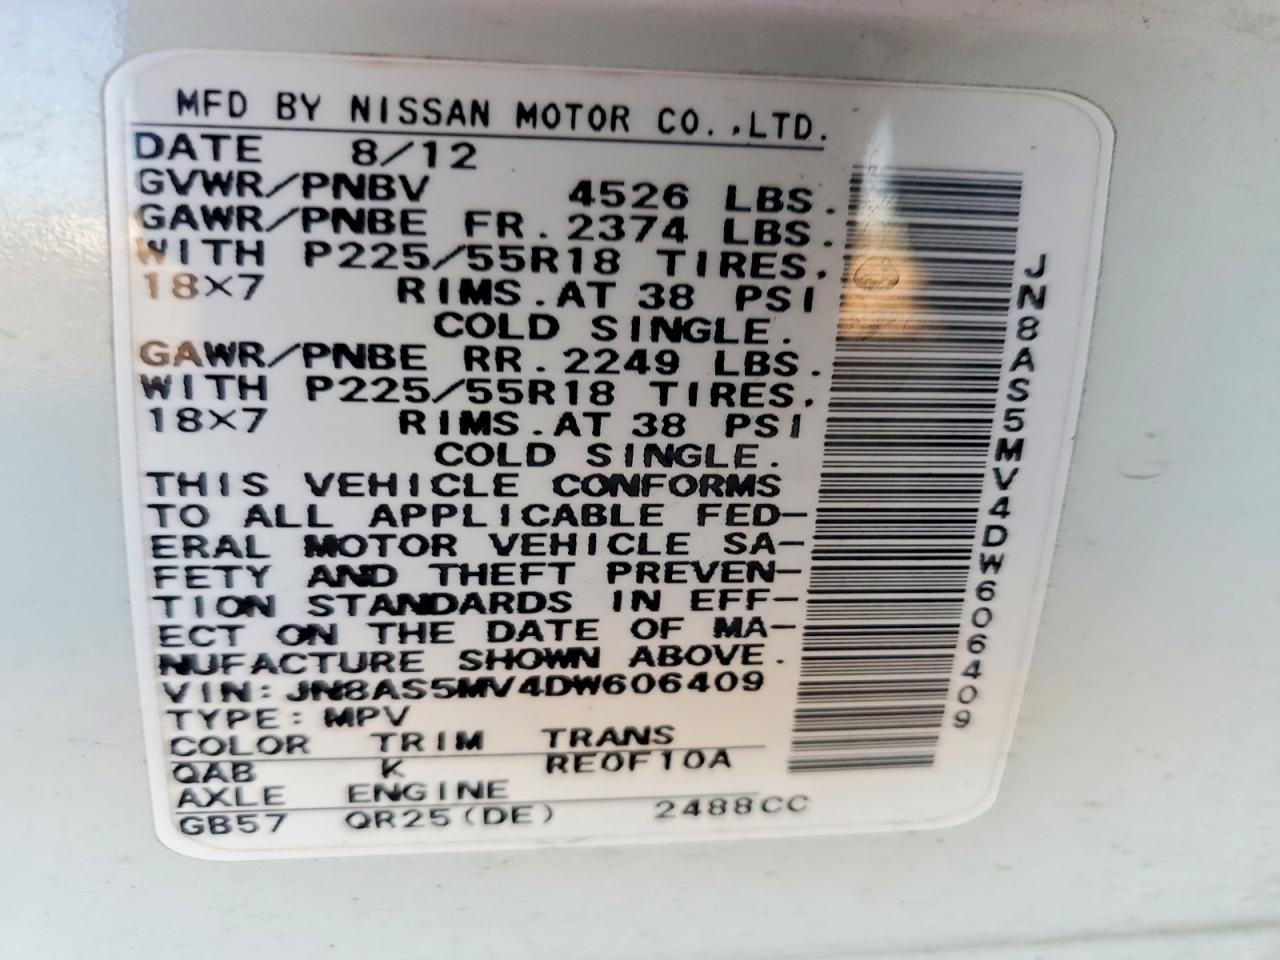 MFD BY NISSAN MOTOR CO.,LTD.
DATE 8/12
GVWR/PNBV 4526 LBS.
GAWR/PNBE FR. 2374 LBS.
WITH P225/55R18 TIRES.
18X7 RIMS.AT 38 PSI
COLD SINGLE.
GAWR/PNBE RR. 2249 LBS.
WITH P225/55R18 TIRES.
18X7 RIMS.AT 38 PSI
COLD SINGLE.
THIS VEHICLE CONFORMS
TO ALL APPLICABLE FED-
ERAL MOTOR VEHICLE SA-
FETY AND THEFT PREVEN-
TION STANDARDS IN EFF-
ECT ON THE DATE OF MA-
NUFACTURE SHOWN ABOVE.
VIN: JN8AS5MV4DW606409
TYPE: MPV
COLOR TRIM TRANS
QAB K RE0F10A
AXLE ENGINE
GB57 QR25(DE) 2488CC
JN8AS5MV4DW606409